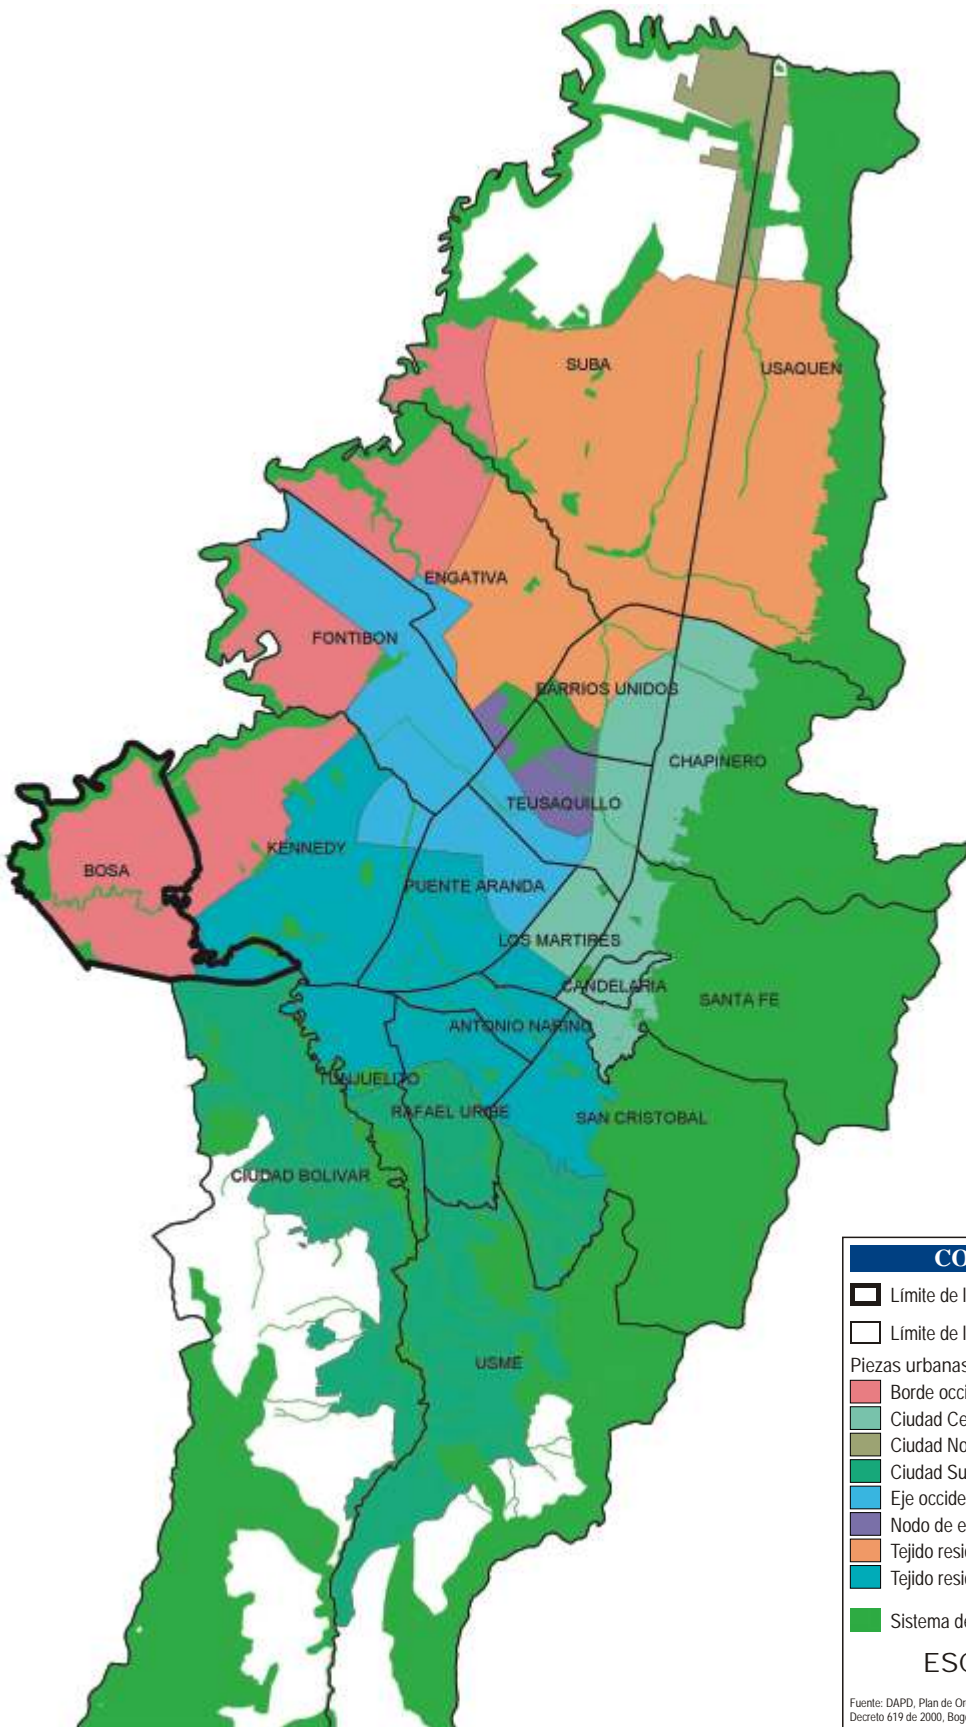 SUBA
USAQUEN
ENGATIVA
FONTIBON
BARRIOS UNIDOS
CHAPINERO
TEUSAQUILLO
KENNEDY
BOSA
PUENTE ARANDA
LOS MARTIRES
CANDELARIA
SANTA FE
ANTONIO NARINO
TUNJUELITO
RAFAEL URIBE
SAN CRISTOBAL
CIUDAD BOLIVAR
USME
CO
Límite de l
Límite de l
Piezas urbanas
Borde occi
Ciudad Ce
Ciudad No
Ciudad Su
Eje occide
Nodo de e
Tejido resid
Tejido resid
Sistema de
ESC
Fuente: DAPD, Plan de Or
Decreto 619 de 2000, Bog